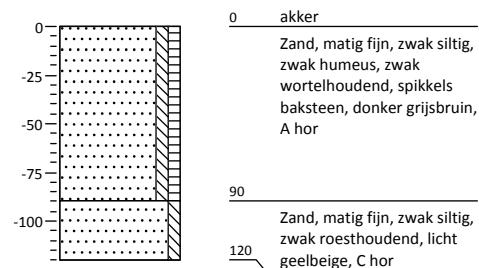 0 akker
0
Zand, matig fijn, zwak siltig,
zwak humeus, zwak
wortelhoudend, spikkels
baksteen, donker grijsbruin,
A hor
-25
-50
-75
90
-100
Zand, matig fijn, zwak siltig,
zwak roesthoudend, licht
120
geelbeige, C hor